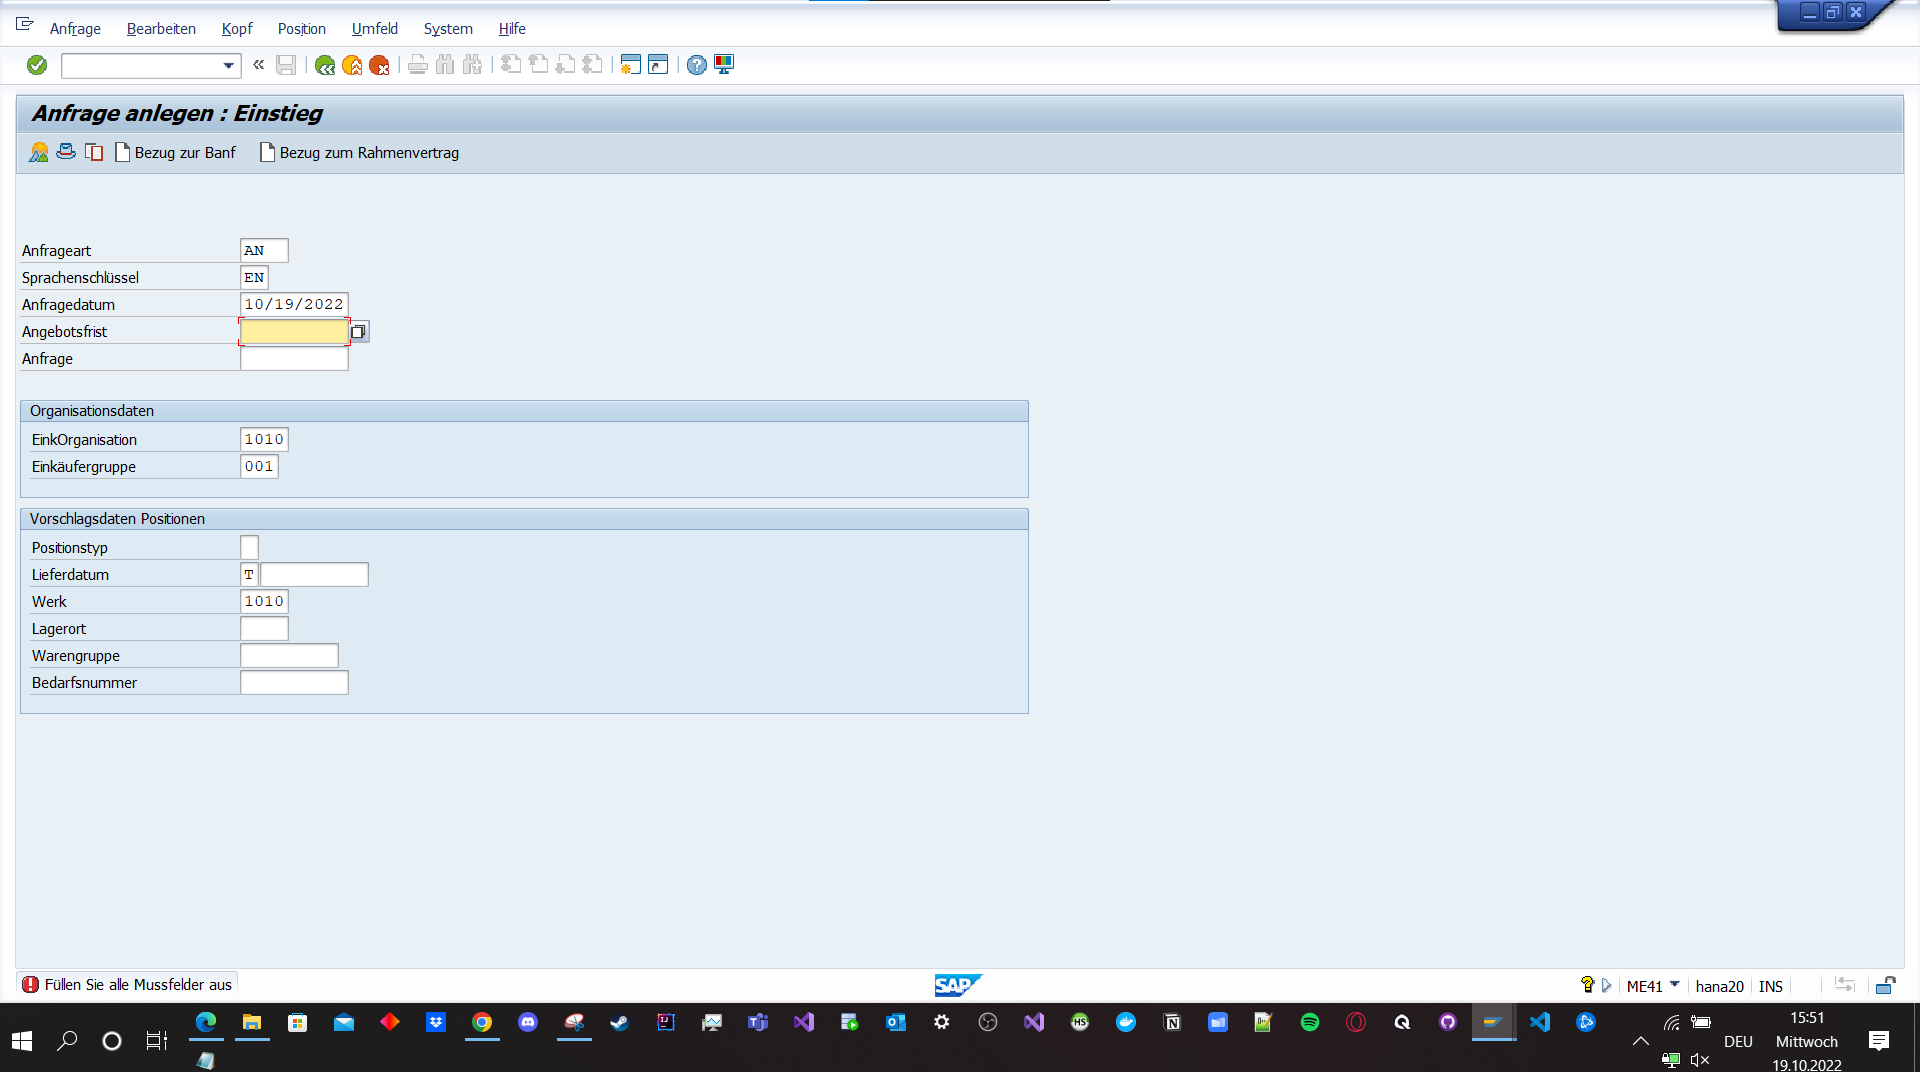 Anfrage Bearbeiten Kopf Position Umfeld System Hilfe
Anfrage anlegen : Einstieg
Bezug zur Banf Bezug zum Rahmenvertrag
Anfrageart AN
Sprachenschlüssel EN
Anfragedatum 10/19/2022
Angebotsfrist
Anfrage
Organisationsdaten
EinkOrganisation 1010
Einkäufergruppe 001
Vorschlagsdaten Positionen
Positionstyp
Lieferdatum T
Werk 1010
Lagerort
Warengruppe
Bedarfsnummer
Füllen Sie alle Mussfelder aus SAP ME41 hana20 INS
15:51
DEU Mittwoch
19.10.2022